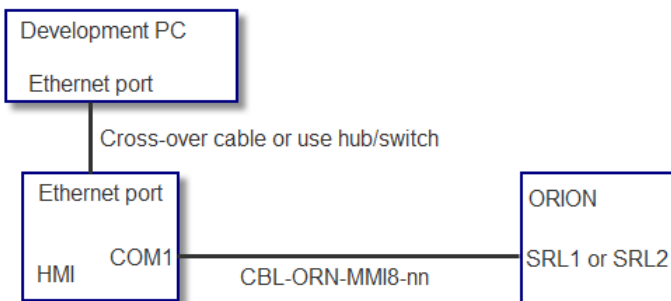 Development PC
Ethernet port
Cross-over cable or use hub/switch
Ethernet port
COM1
HMI
CBL-ORN-MMI8-nn
ORION
SRL1 or SRL2